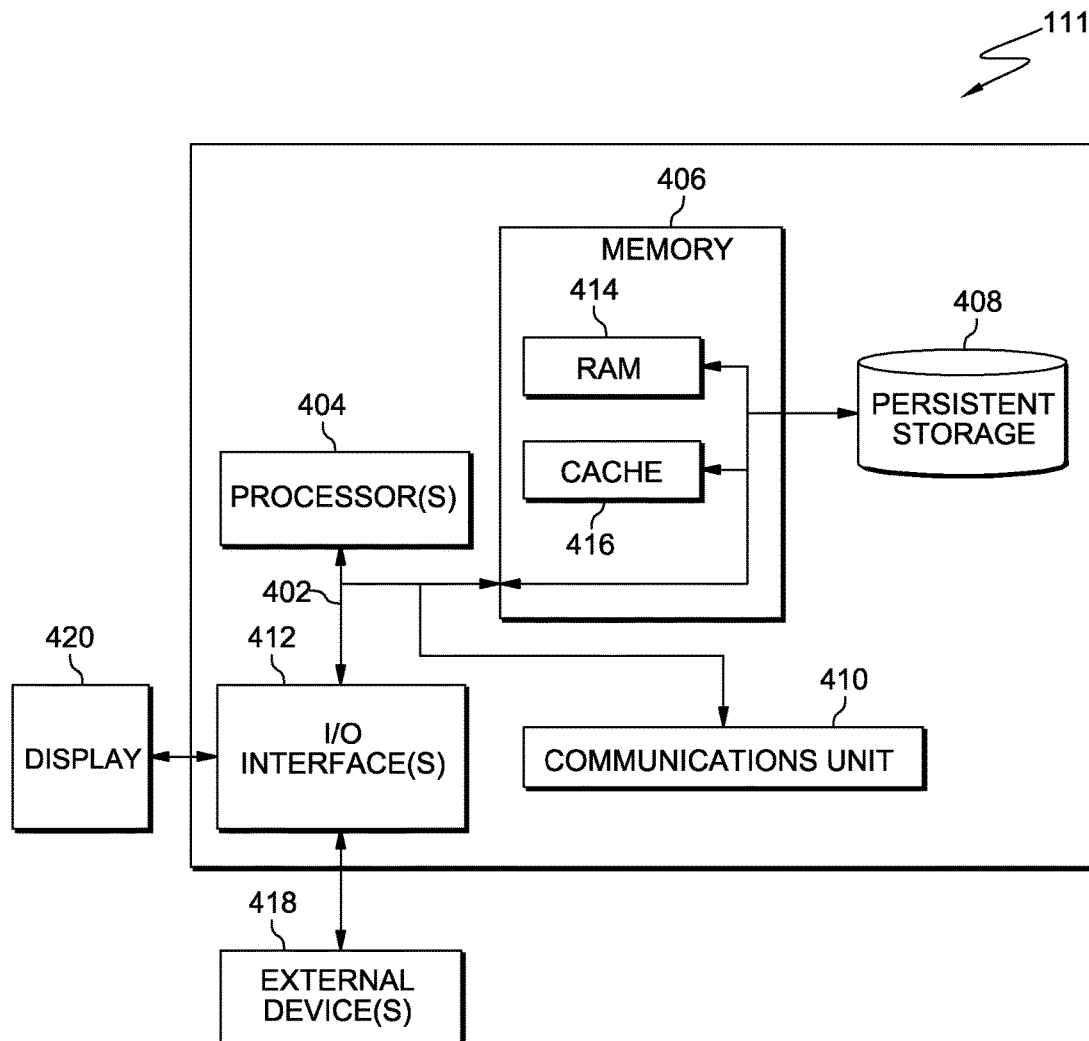 111
406
MEMORY
414
RAM
408
PERSISTENT
STORAGE
404
PROCESSOR(S)
CACHE
416
402
420
412
410
DISPLAY
I/O
INTERFACE(S)
COMMUNICATIONS UNIT
418
EXTERNAL
DEVICE(S)